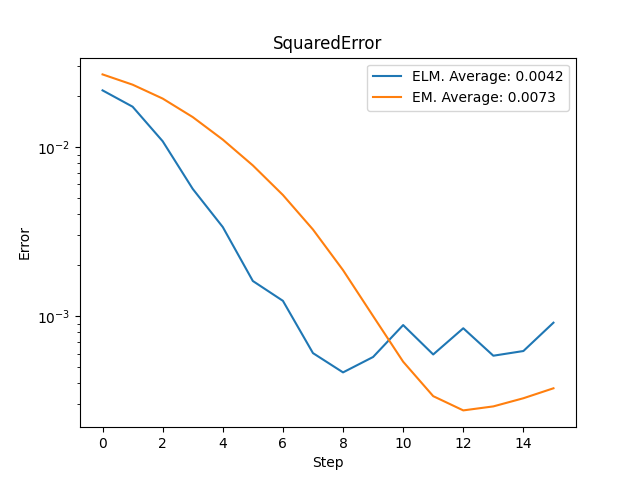 SquaredError
ELM. Average: 0.0042
EM. Average: 0.0073
10⁻²
10⁻³
Error
0 2 4 6 8 10 12 14
Step